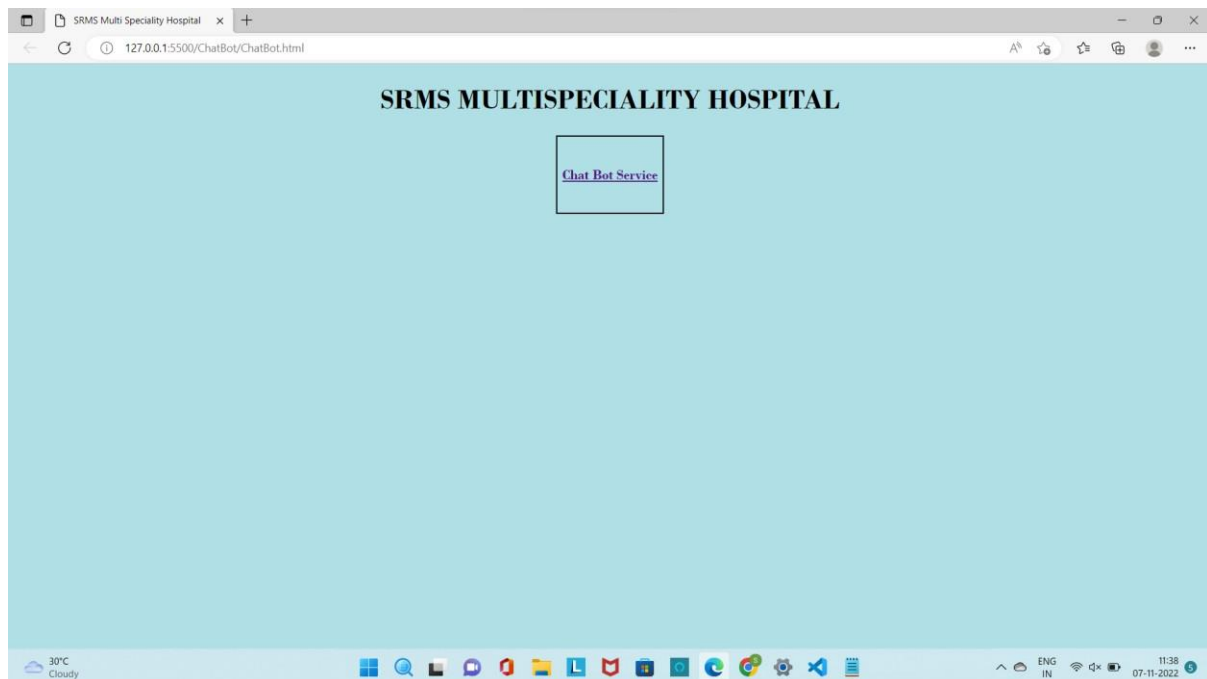 SRMS Multi Speciality Hospital
127.0.0.1:5500/ChatBot/ChatBot.html
SRMS MULTISPECIALITY HOSPITAL
Chat Bot Service
30°C
Cloudy
ENG
IN
11:38
07-11-2022
5